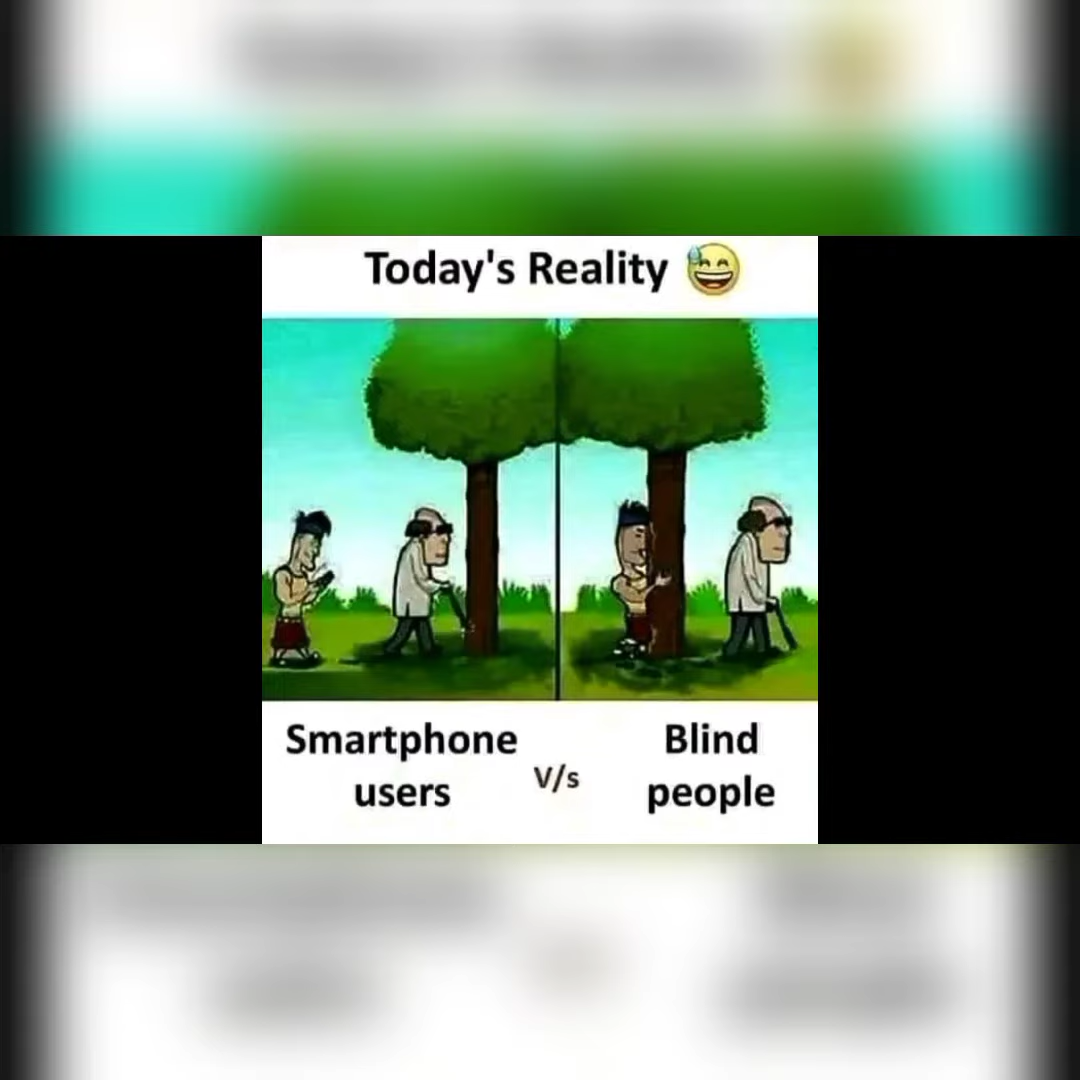 Today's Reality 😅
Smartphone
users
V/s
Blind
people